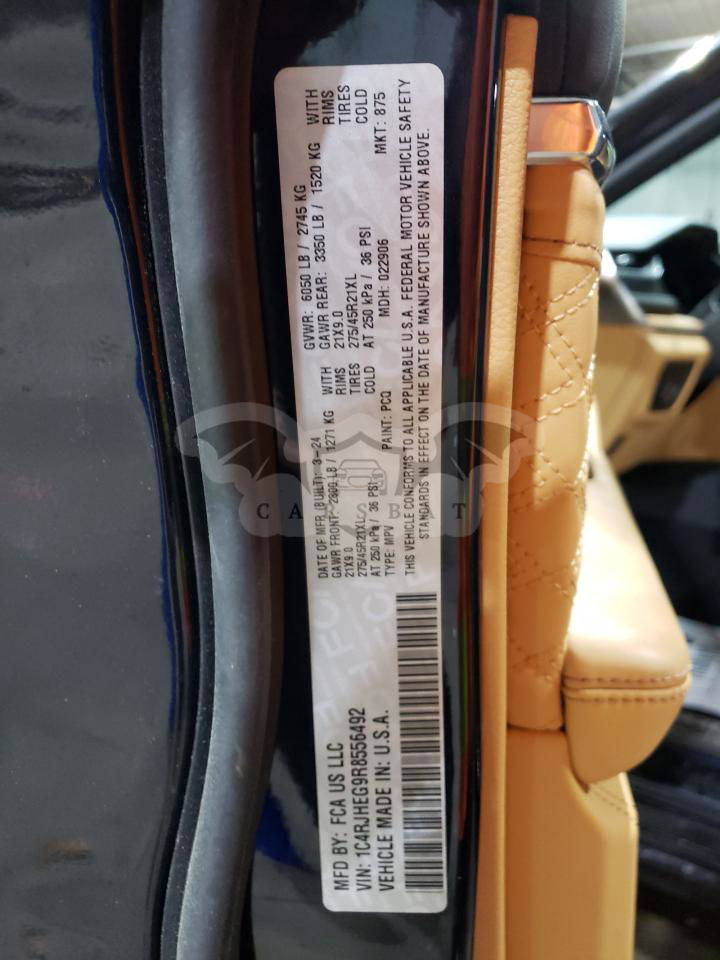 MFD BY: FCA US LLC
VIN: 1C4RJHEG9R8556492
VEHICLE MADE IN: U.S.A.
DATE OF MFR (BUILT): 3-24
GAWR FRONT: 2800 LB / 1271 KG WITH
21X9.0 RIMS
275/45R21XL TIRES
AT 250 kPa / 36 PSI COLD
TYPE: MPV PAINT: PCQ
GVWR: 6050 LB / 2745 KG
GAWR REAR: 3350 LB / 1520 KG WITH
21X9.0 RIMS
275/45R21XL TIRES
AT 250 kPa / 36 PSI COLD
MDH: 022906 MKT: 875
THIS VEHICLE CONFORMS TO ALL APPLICABLE U.S.A. FEDERAL MOTOR VEHICLE SAFETY
STANDARDS IN EFFECT ON THE DATE OF MANUFACTURE SHOWN ABOVE.